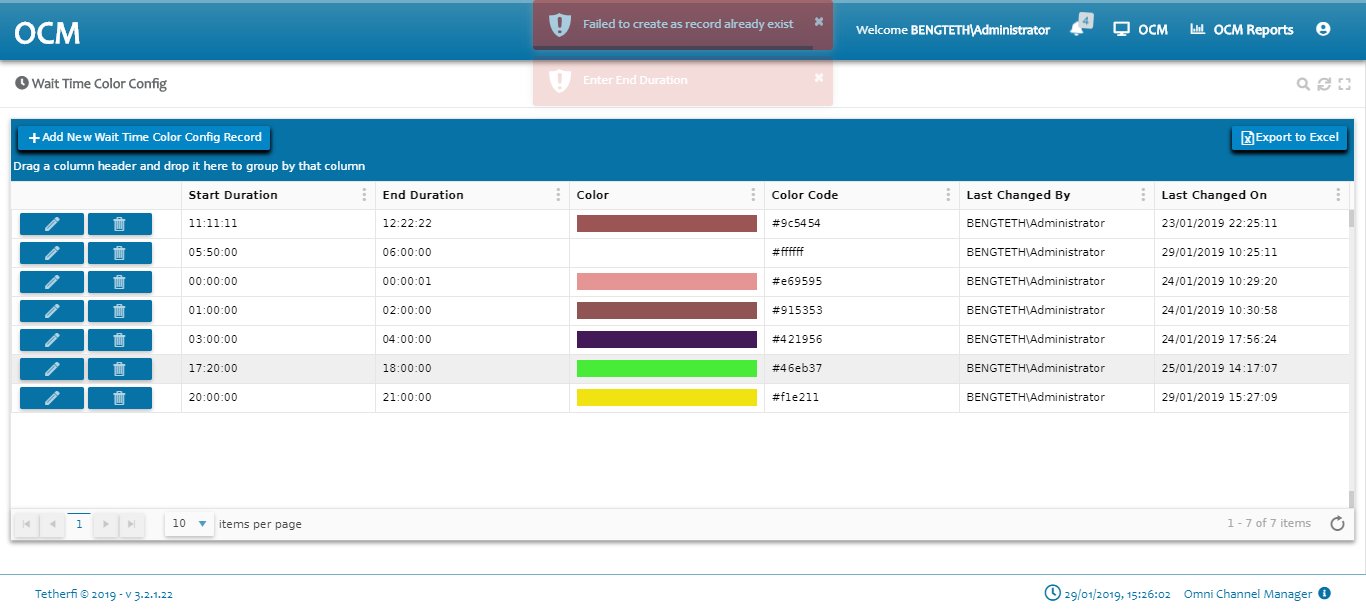 OCM
Failed to create as record already exist
Enter End Duration
Welcome BENGTETH\Administrator
4
OCM
OCM Reports
Wait Time Color Config
Add New Wait Time Color Config Record
Export to Excel
Drag a column header and drop it here to group by that column
Start Duration End Duration Color Color Code Last Changed By Last Changed On
11:11:11 12:22:22 #9c5454 BENGTETH\Administrator 23/01/2019 22:25:11
05:50:00 06:00:00 #ffffff BENGTETH\Administrator 29/01/2019 10:25:11
00:00:00 00:00:01 #e69595 BENGTETH\Administrator 24/01/2019 10:29:20
01:00:00 02:00:00 #915353 BENGTETH\Administrator 24/01/2019 10:30:58
03:00:00 04:00:00 #421956 BENGTETH\Administrator 24/01/2019 17:56:24
17:20:00 18:00:00 #46eb37 BENGTETH\Administrator 25/01/2019 14:17:07
20:00:00 21:00:00 #f1e211 BENGTETH\Administrator 29/01/2019 15:27:09
1 10 items per page 1 - 7 of 7 items
Tetherfi © 2019 - v 3.2.1.22 29/01/2019, 15:26:02 Omni Channel Manager